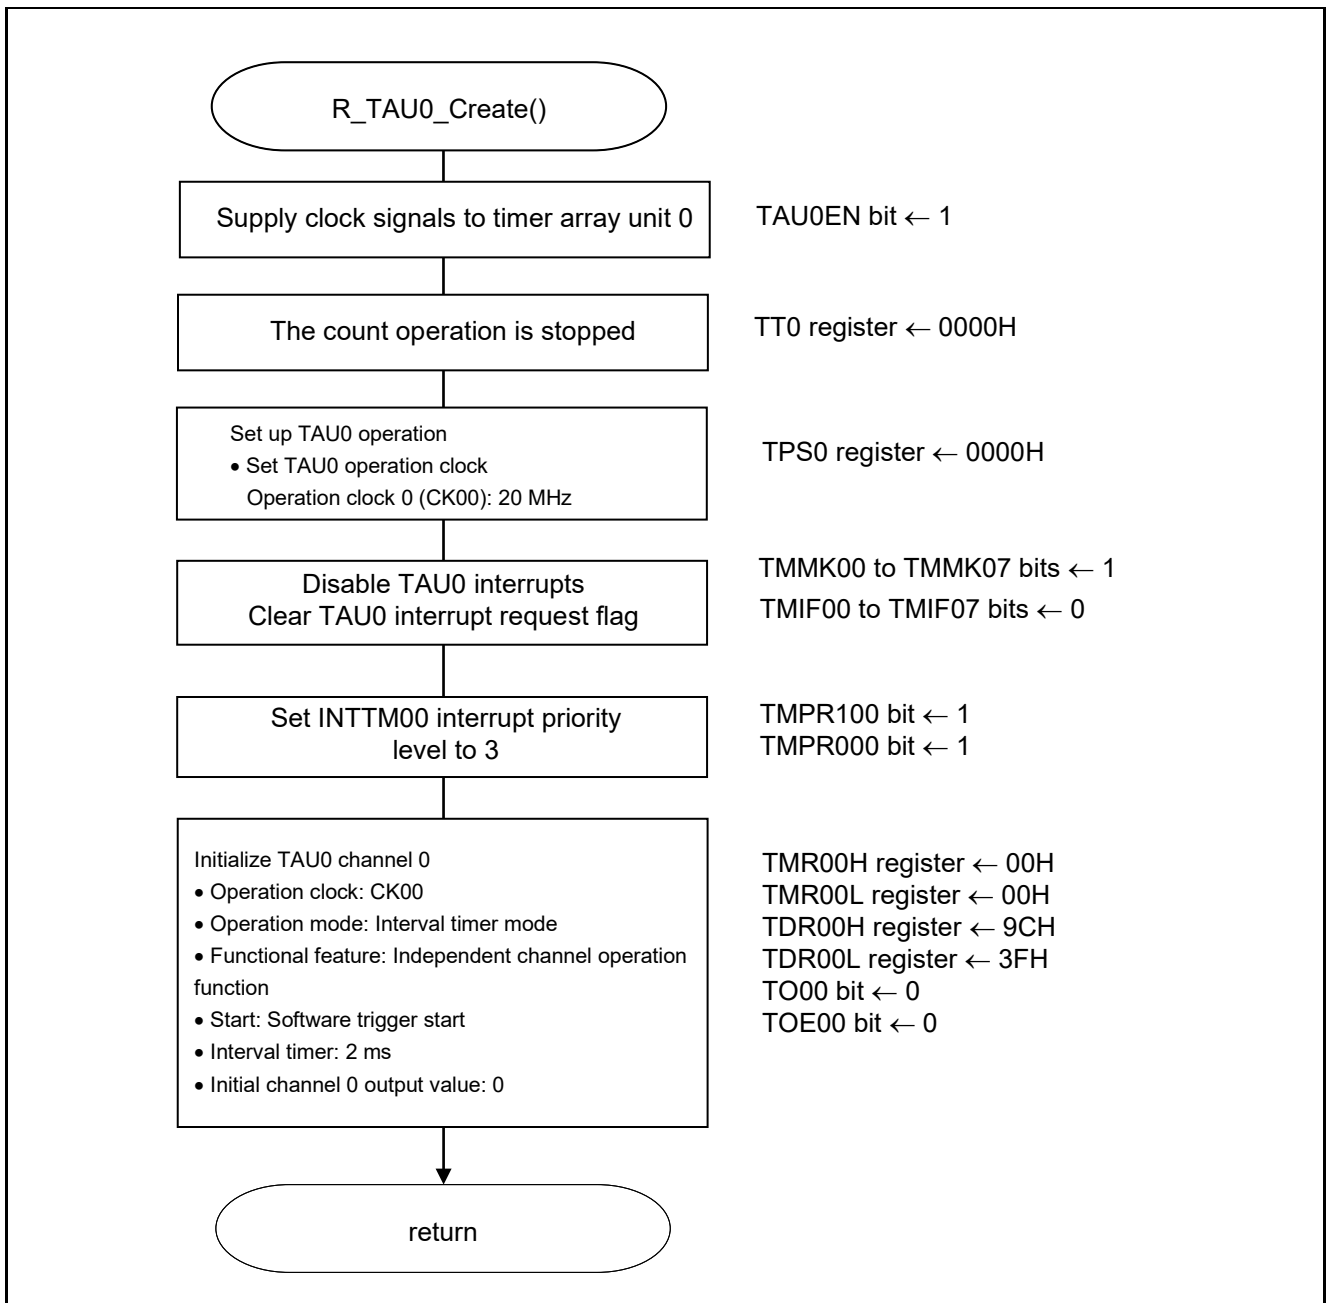 R_TAU0_Create()
Supply clock signals to timer array unit 0
TAU0EN bit ← 1
The count operation is stopped
TT0 register ← 0000H
Set up TAU0 operation
• Set TAU0 operation clock
Operation clock 0 (CK00): 20 MHz
TPS0 register ← 0000H
Disable TAU0 interrupts
Clear TAU0 interrupt request flag
TMMK00 to TMMK07 bits ← 1
TMIF00 to TMIF07 bits ← 0
Set INTTM00 interrupt priority
level to 3
TMPR100 bit ← 1
TMPR000 bit ← 1
Initialize TAU0 channel 0
• Operation clock: CK00
• Operation mode: Interval timer mode
• Functional feature: Independent channel operation
function
• Start: Software trigger start
• Interval timer: 2 ms
• Initial channel 0 output value: 0
TMR00H register ← 00H
TMR00L register ← 00H
TDR00H register ← 9CH
TDR00L register ← 3FH
TO00 bit ← 0
TOE00 bit ← 0
return